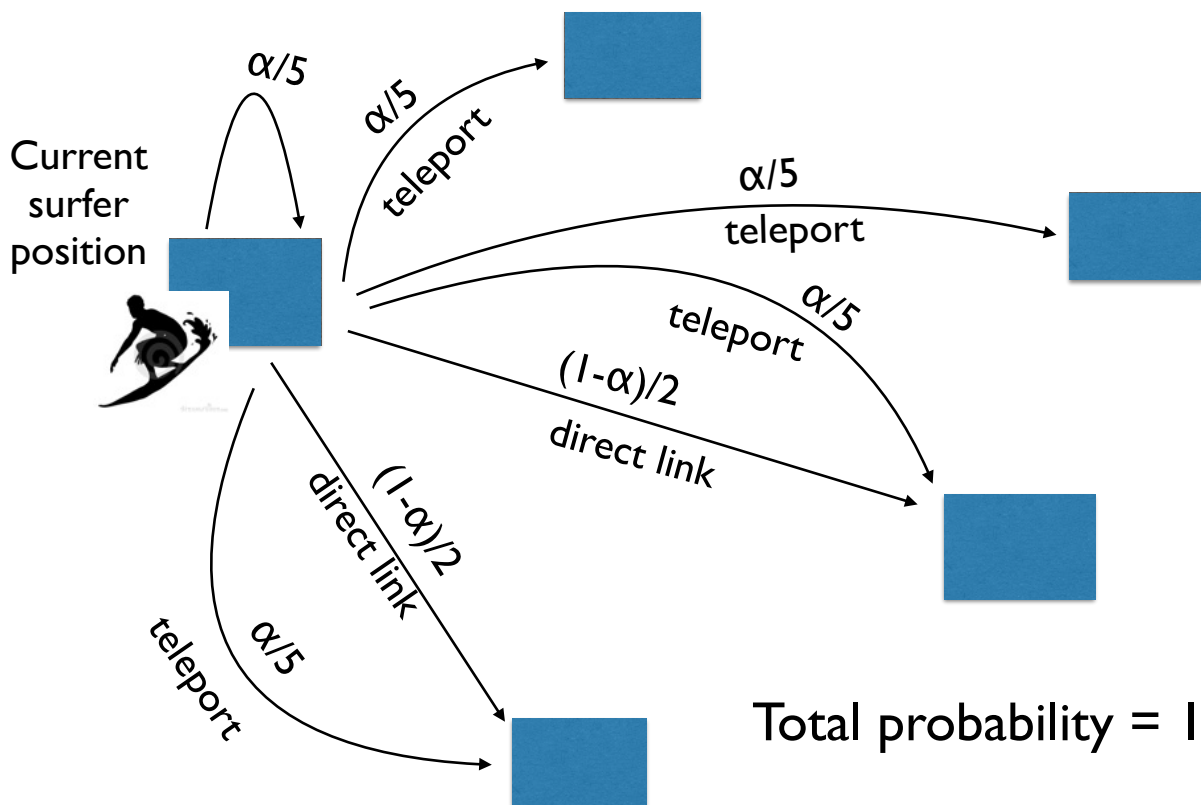 α/5
Current
surfer
position
α/5
teleport
α/5
teleport
α/5
teleport
(1-α)/2
direct link
(1-α)/2
direct link
α/5
teleport
Total probability = 1